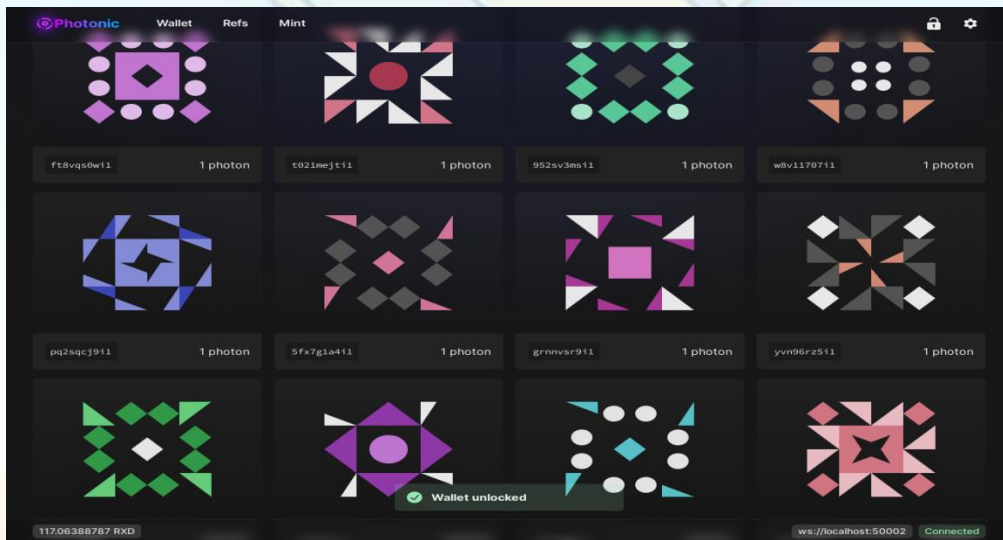 Photonic Wallet Refs Mint
ft8vqs0wi1 1 photon t021mejti1 1 photon 952sv3msi1 1 photon w8v11707i1 1 photon
pq2sqcj9i1 1 photon 5fx7g1a4i1 1 photon grnnvsr9i1 1 photon yvn96rz5i1 1 photon
Wallet unlocked
117.06388787 RXD ws://localhost:50002 Connected